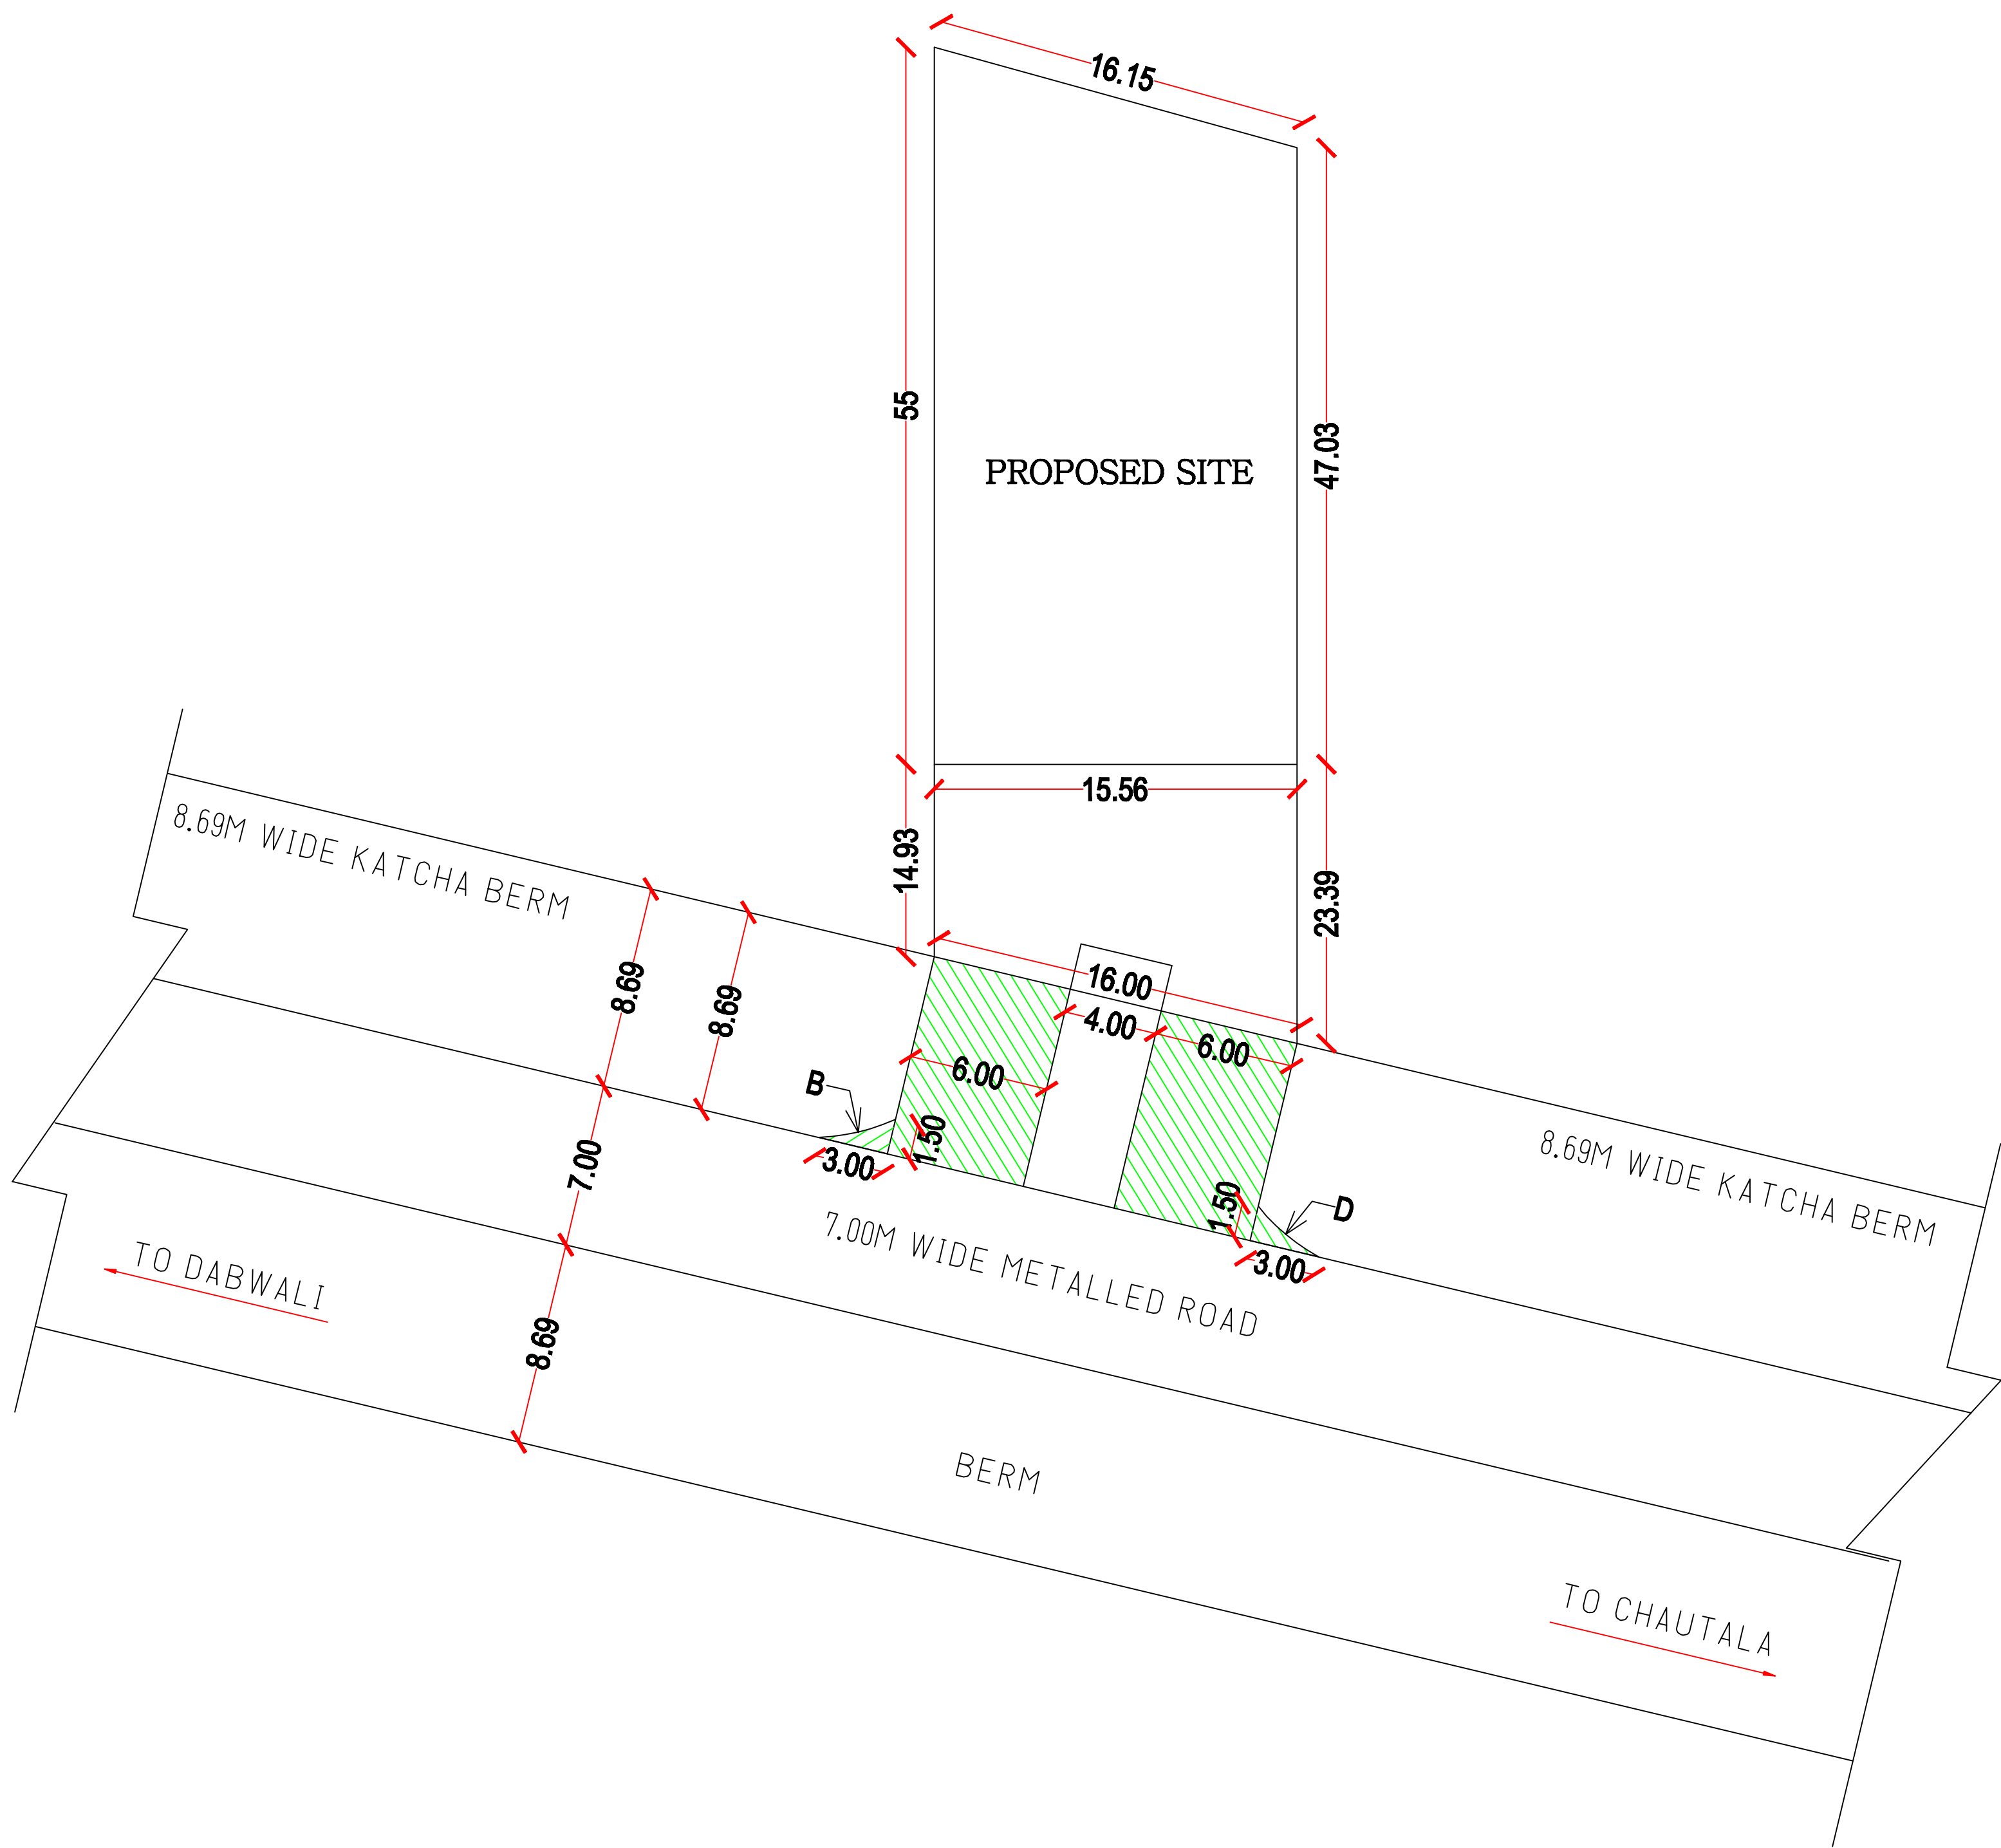 16.15
55
47.03
PROPOSED SITE
15.56
14.93
23.39
8.69M WIDE KATCHA BERM
8.69
8.69
16.00
4.00
6.00
6.00
B
1.50
3.00
7.00
1.50
D
3.00
8.69M WIDE KATCHA BERM
7.00M WIDE METALLED ROAD
TO DABWALI
8.69
BERM
TO CHAUTALA